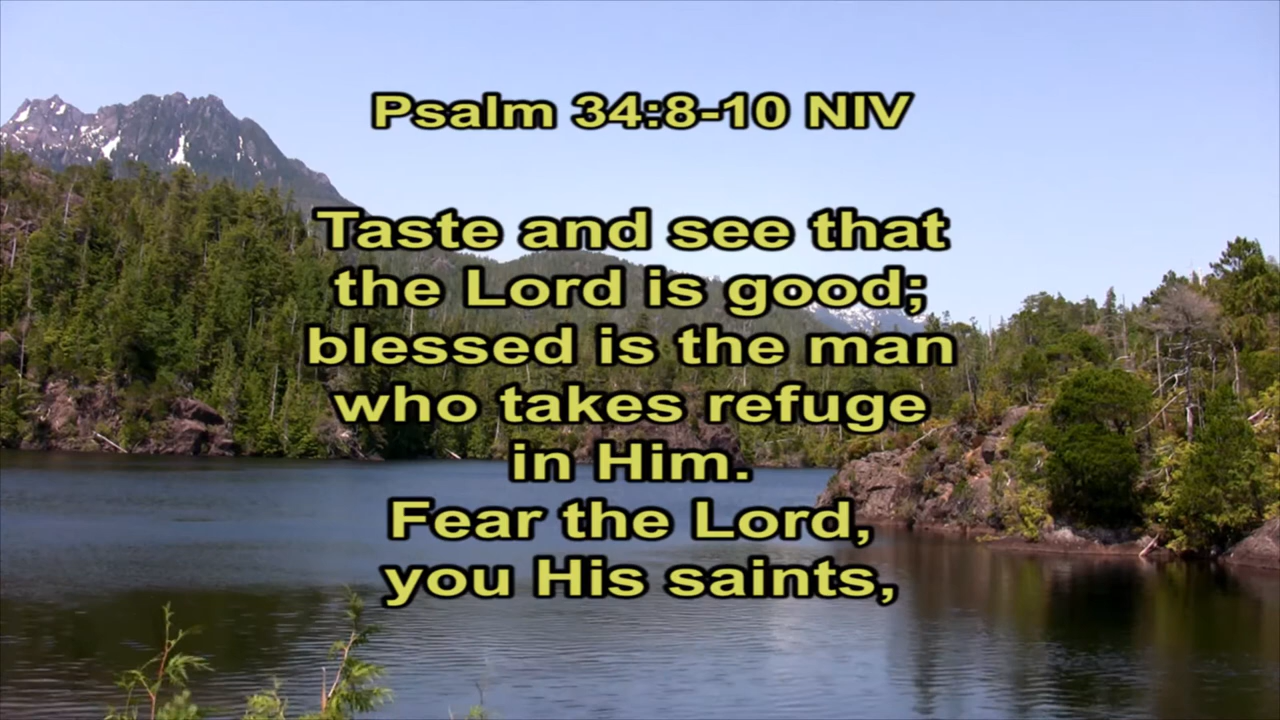 Psalm 34:8-10 NIV
Taste and see that
the Lord is good;
blessed is the man
who takes refuge
in Him.
Fear the Lord,
you His saints,